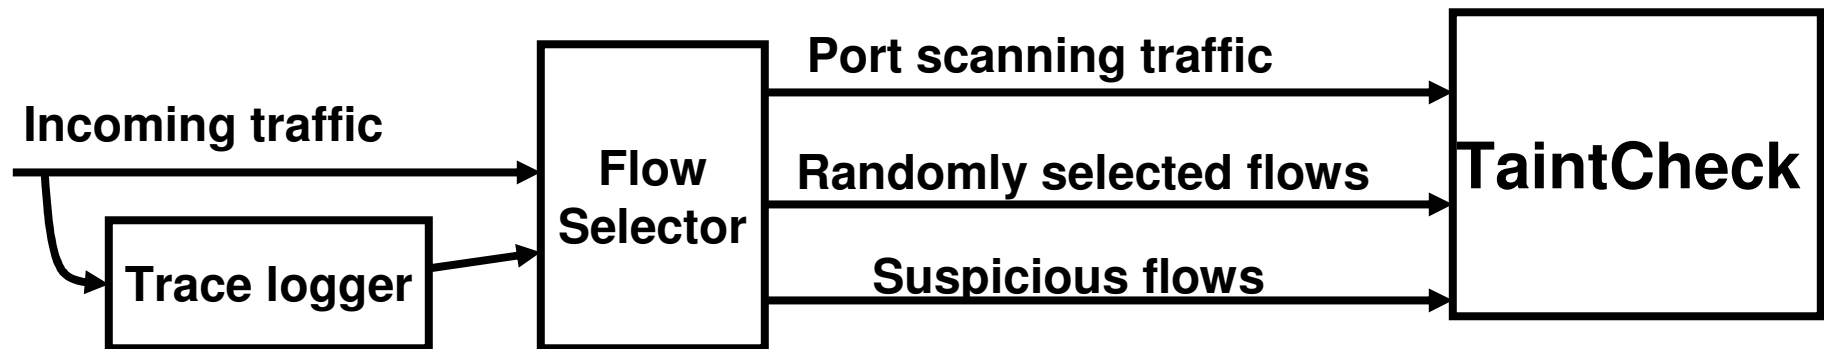 Incoming traffic
Trace logger
Flow
Selector
Port scanning traffic
Randomly selected flows
Suspicious flows
TaintCheck